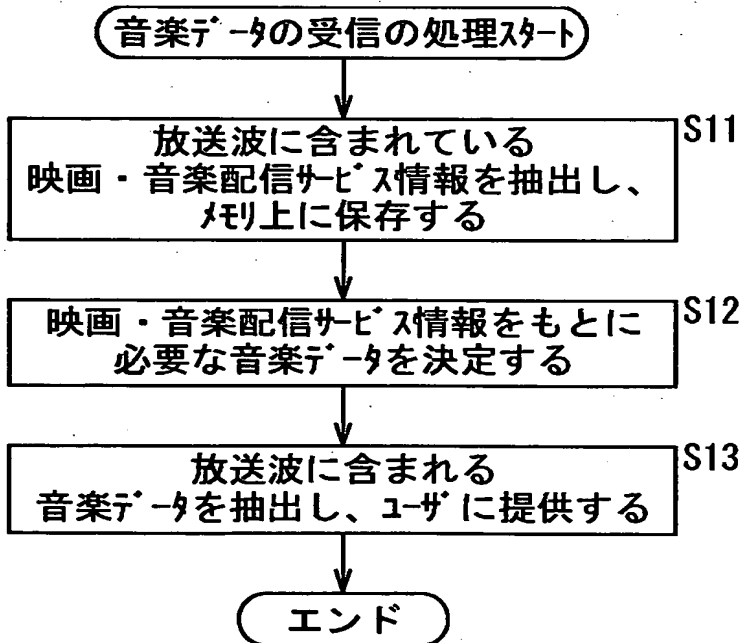 音楽ﾃﾞｰﾀの受信の処理ｽﾀｰﾄ
S11
放送波に含まれている
映画・音楽配信ｻｰﾋﾞｽ情報を抽出し、
ﾒﾓﾘ上に保存する
S12
映画・音楽配信ｻｰﾋﾞｽ情報をもとに
必要な音楽ﾃﾞｰﾀを決定する
S13
放送波に含まれる
音楽ﾃﾞｰﾀを抽出し、ﾕｰｻﾞに提供する
エンド